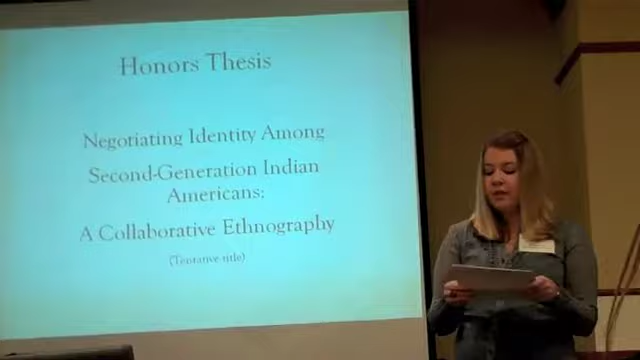 Honors Thesis
Negotiating Identity Among
Second-Generation Indian
Americans:
A Collaborative Ethnography
(Tentative title)